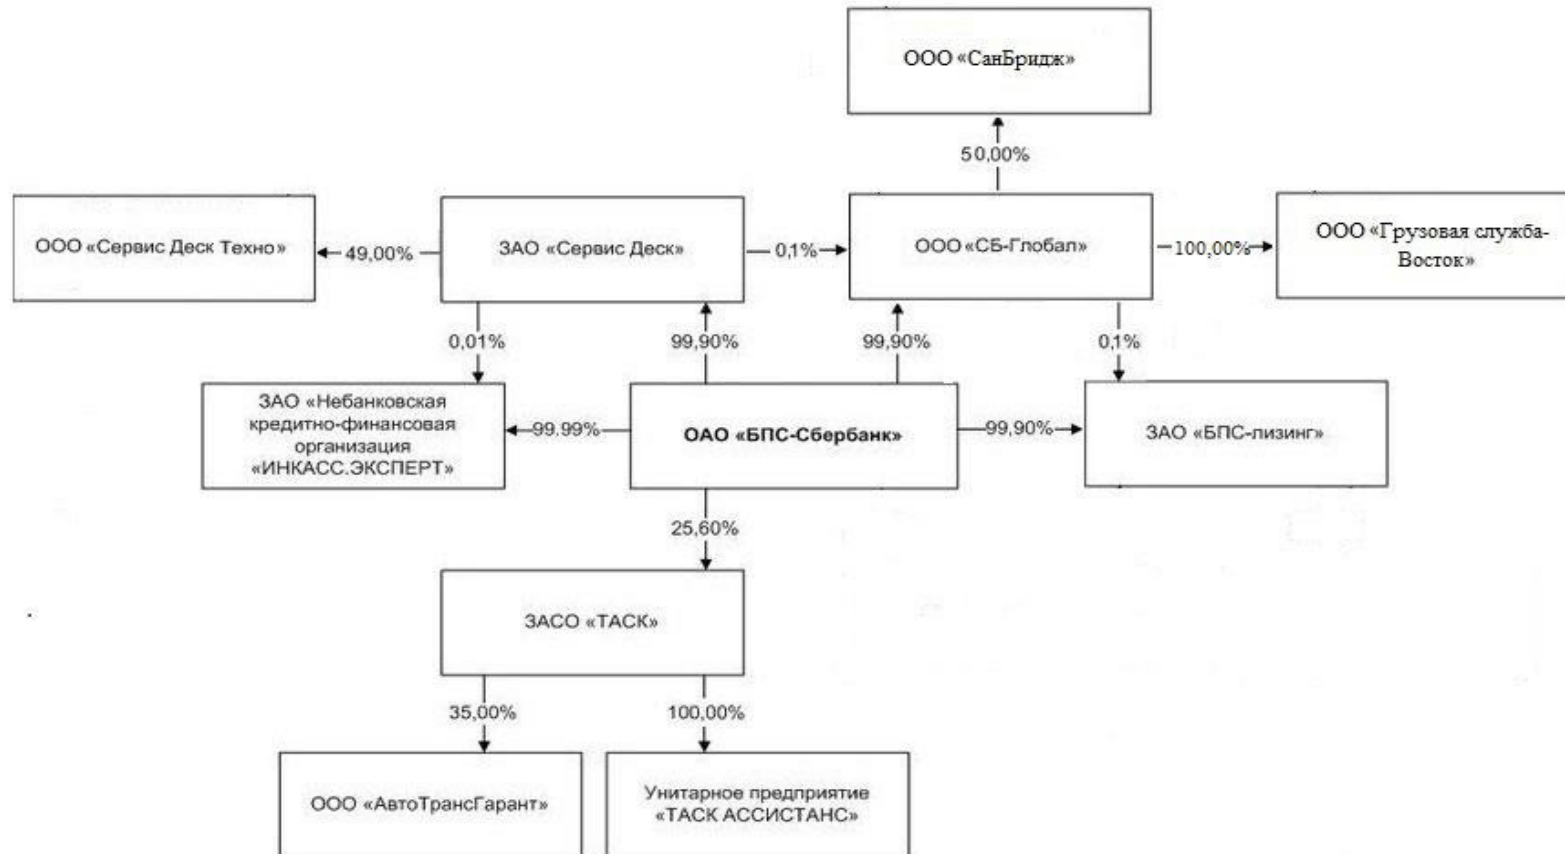 ООО «СанБридж»
50,00%
ООО «Сервис Деск Техно»
49,00%
ЗАО «Сервис Деск»
0,1%
ООО «СБ-Глобал»
100,00%
ООО «Грузовая служба-
Восток»
0,01%
99,90%
99,90%
0,1%
ЗАО «Небанковская
кредитно-финансовая
организация
«ИНКАСС.ЭКСПЕРТ»
99.99%
ОАО «БПС-Сбербанк»
99,90%
ЗАО «БПС-лизинг»
25,60%
ЗАСО «ТАСК»
35,00%
100,00%
ООО «АвтоТрансГарант»
Унитарное предприятие
«ТАСК АССИСТАНС»